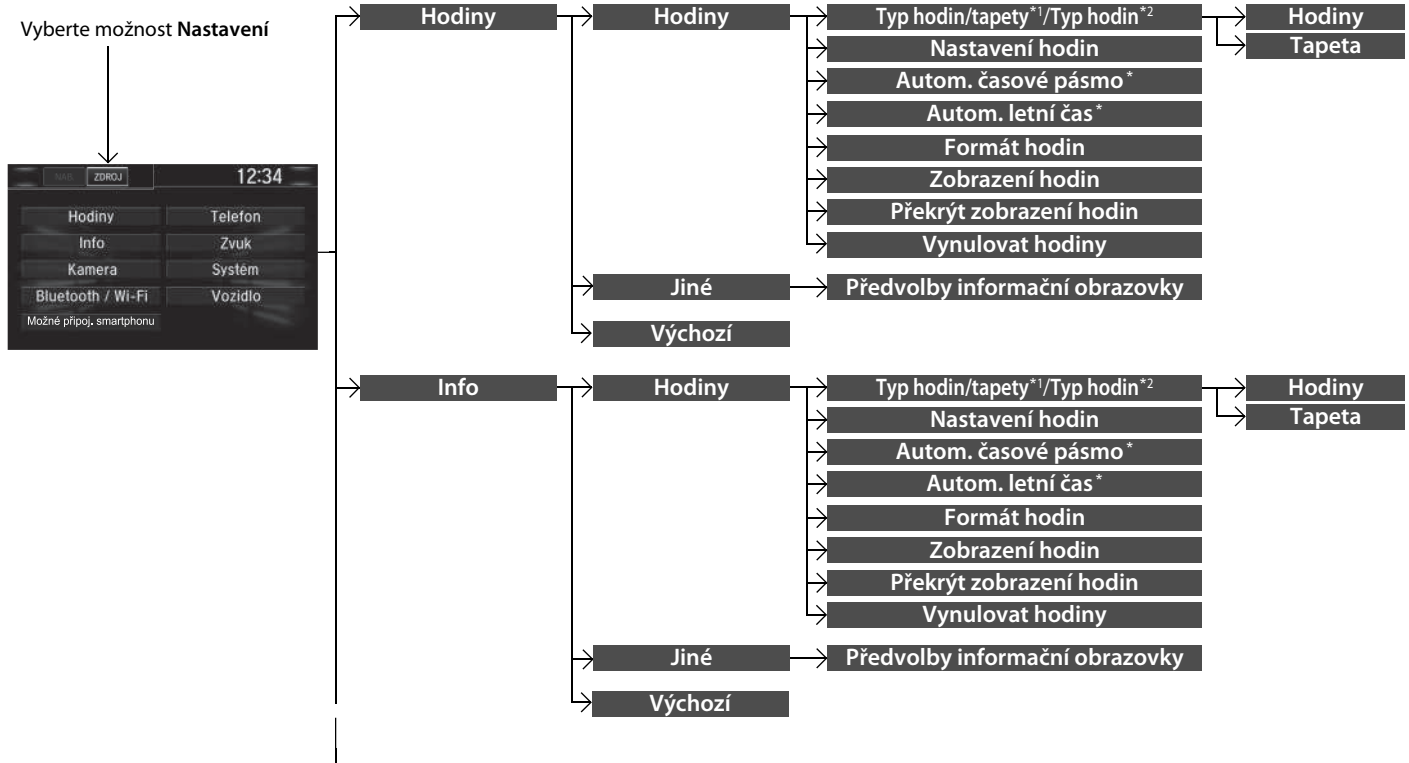 Vyberte možnost Nastavení
NAB. ZDROJ 12:34
Hodiny Telefon
Info Zvuk
Kamera Systém
Bluetooth / Wi-Fi Vozidlo
Možné připoj. smartphonu
Hodiny
Hodiny
Typ hodin/tapety*1/Typ hodin*2
Hodiny
Tapeta
Nastavení hodin
Autom. časové pásmo*
Autom. letní čas*
Formát hodin
Zobrazení hodin
Překrýt zobrazení hodin
Vynulovat hodiny
Jiné
Předvolby informační obrazovky
Výchozí
Info
Hodiny
Typ hodin/tapety*1/Typ hodin*2
Hodiny
Tapeta
Nastavení hodin
Autom. časové pásmo*
Autom. letní čas*
Formát hodin
Zobrazení hodin
Překrýt zobrazení hodin
Vynulovat hodiny
Jiné
Předvolby informační obrazovky
Výchozí